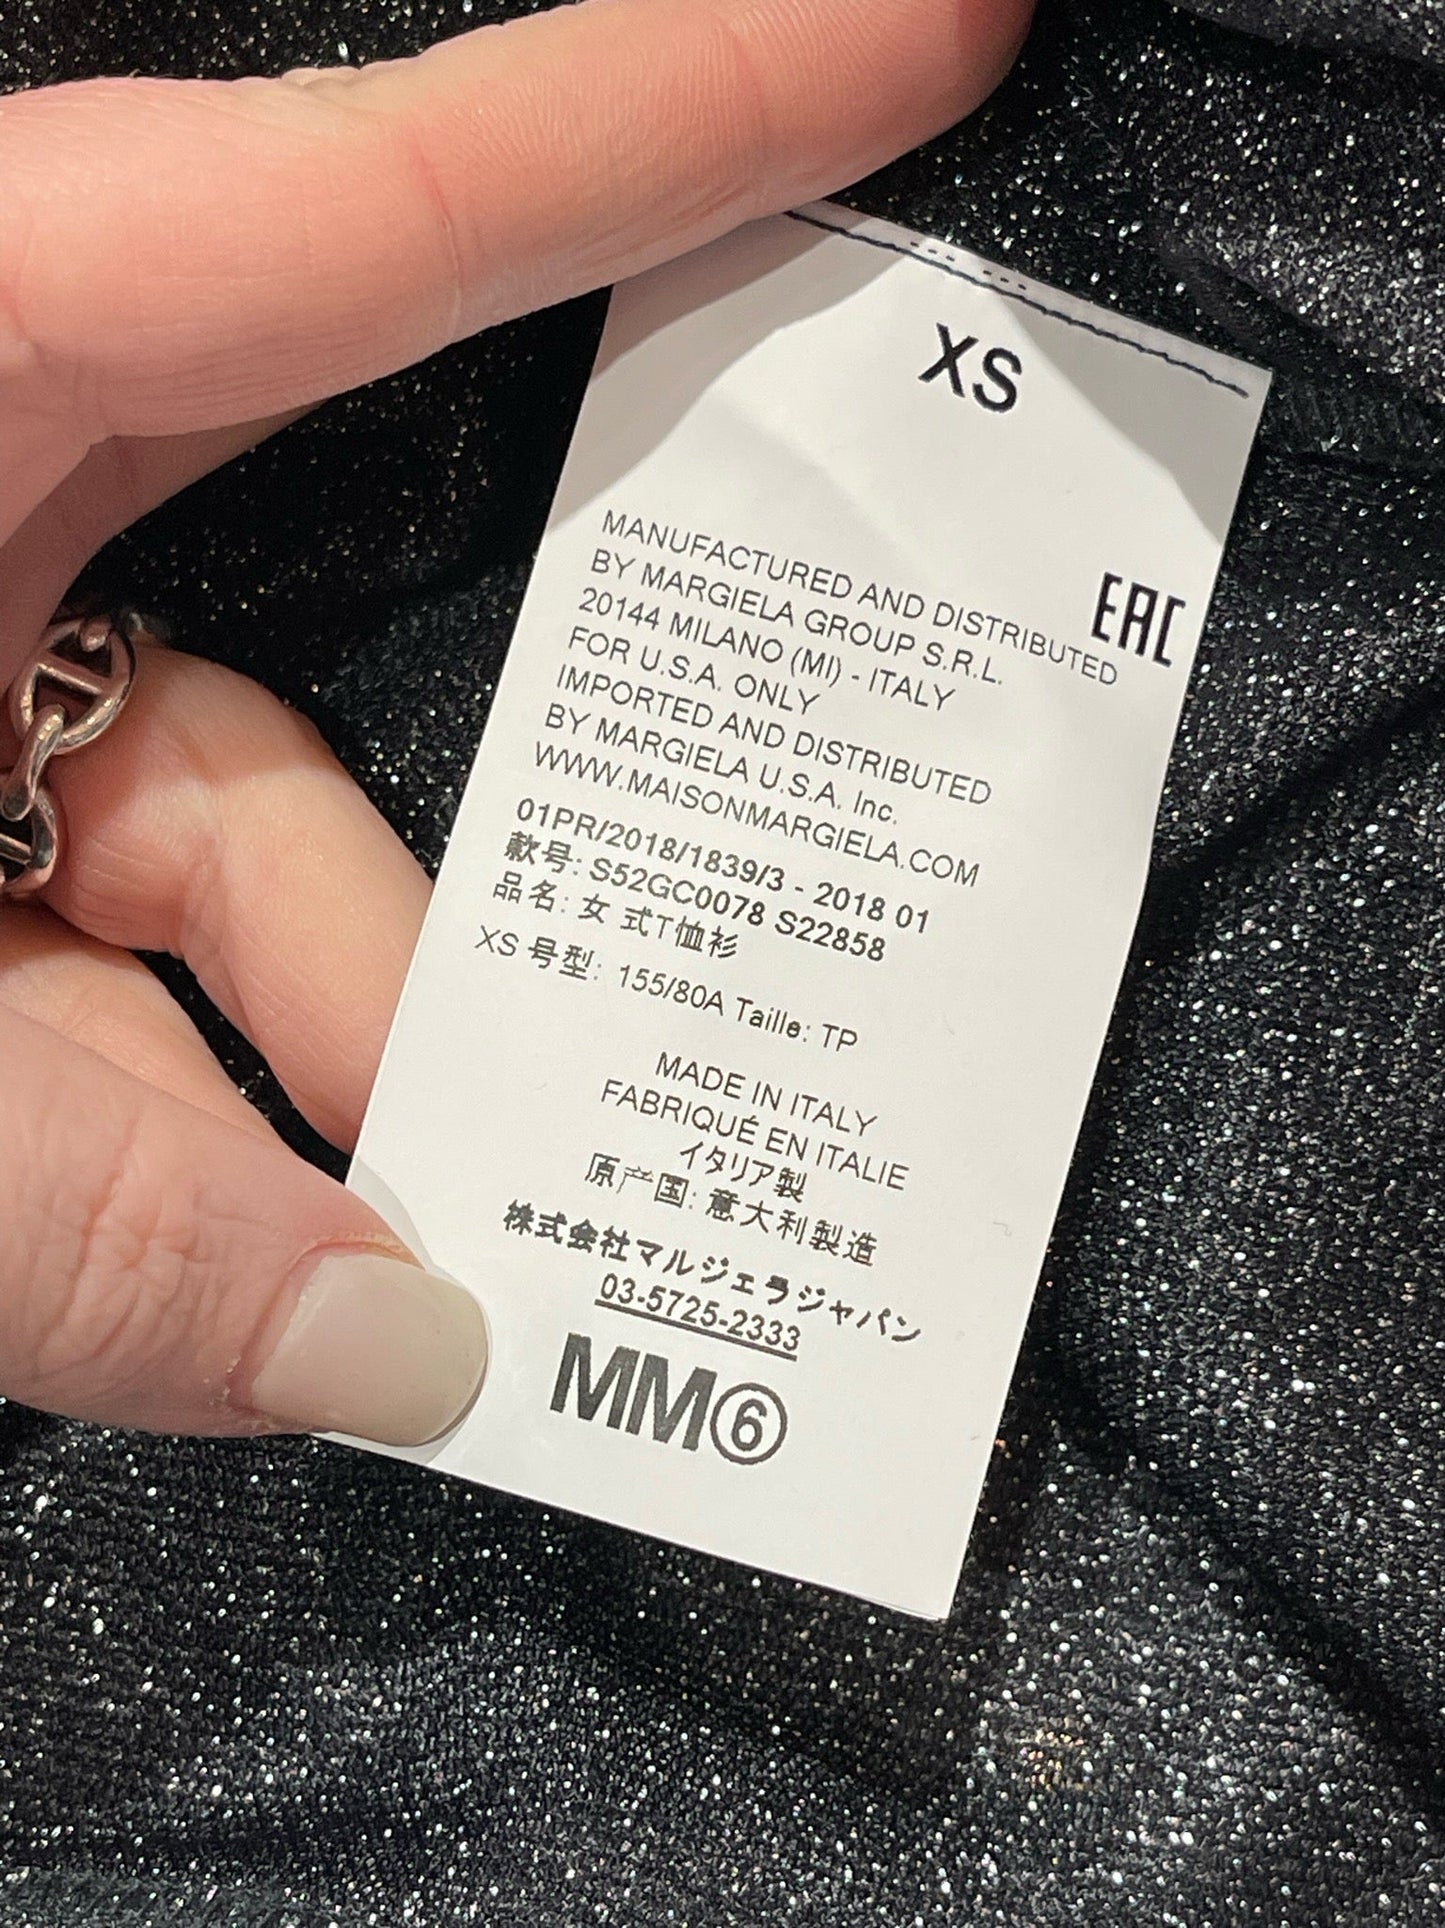 XS
MANUFACTURED AND DISTRIBUTED
BY MARGIELA GROUP S.R.L.
20144 MILANO (MI) - ITALY
FOR U.S.A. ONLY
IMPORTED AND DISTRIBUTED
BY MARGIELA U.S.A. Inc.
WWW.MAISONMARGIELA.COM
EAC
01PR/2018/1839/3 - 2018 01
款号: S52GC0078 S22858
品名: 女 式T恤衫
XS 号型: 155/80A Taille: TP
MADE IN ITALY
FABRIQUÉ EN ITALIE
イタリア製
原产国: 意大利製造
株式会社マルジェラジャパン
03-5725-2333
MM⑥